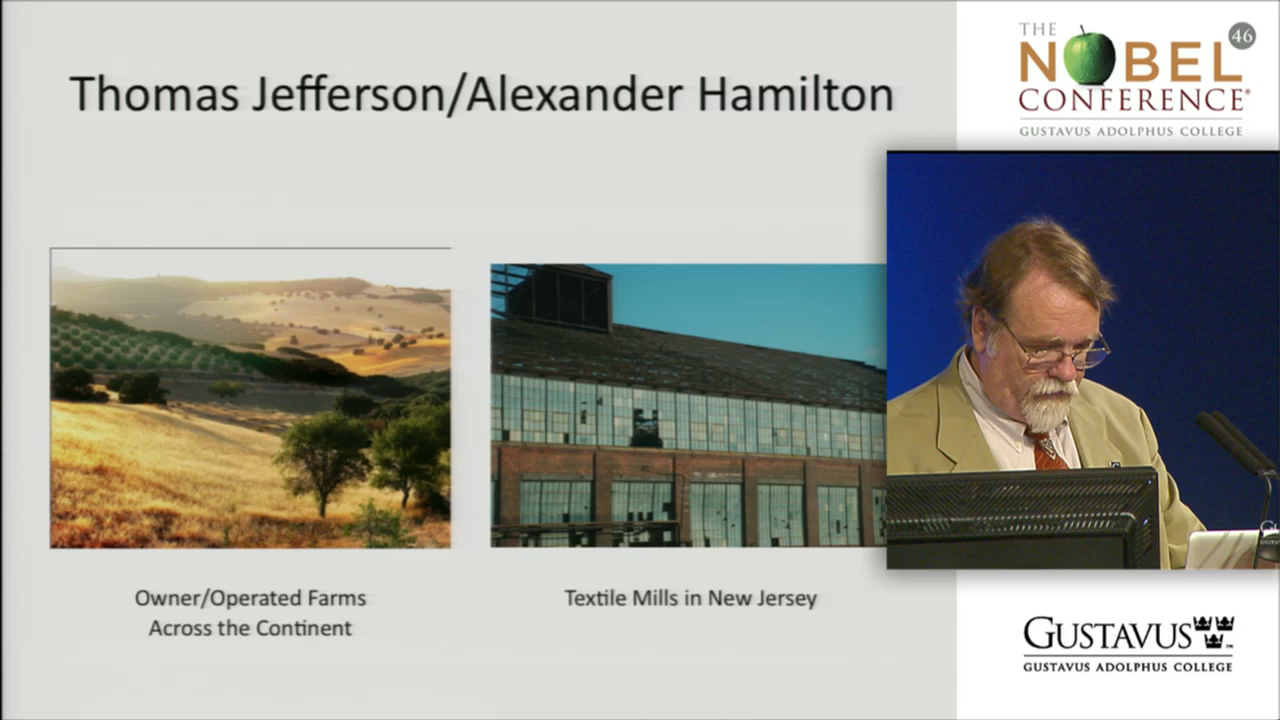 Thomas Jefferson/Alexander Hamilton
THE
46
NOBEL
CONFERENCE®
GUSTAVUS ADOLPHUS COLLEGE
Owner/Operated Farms
Across the Continent
Textile Mills in New Jersey
GUSTAVUS™
GUSTAVUS ADOLPHUS COLLEGE